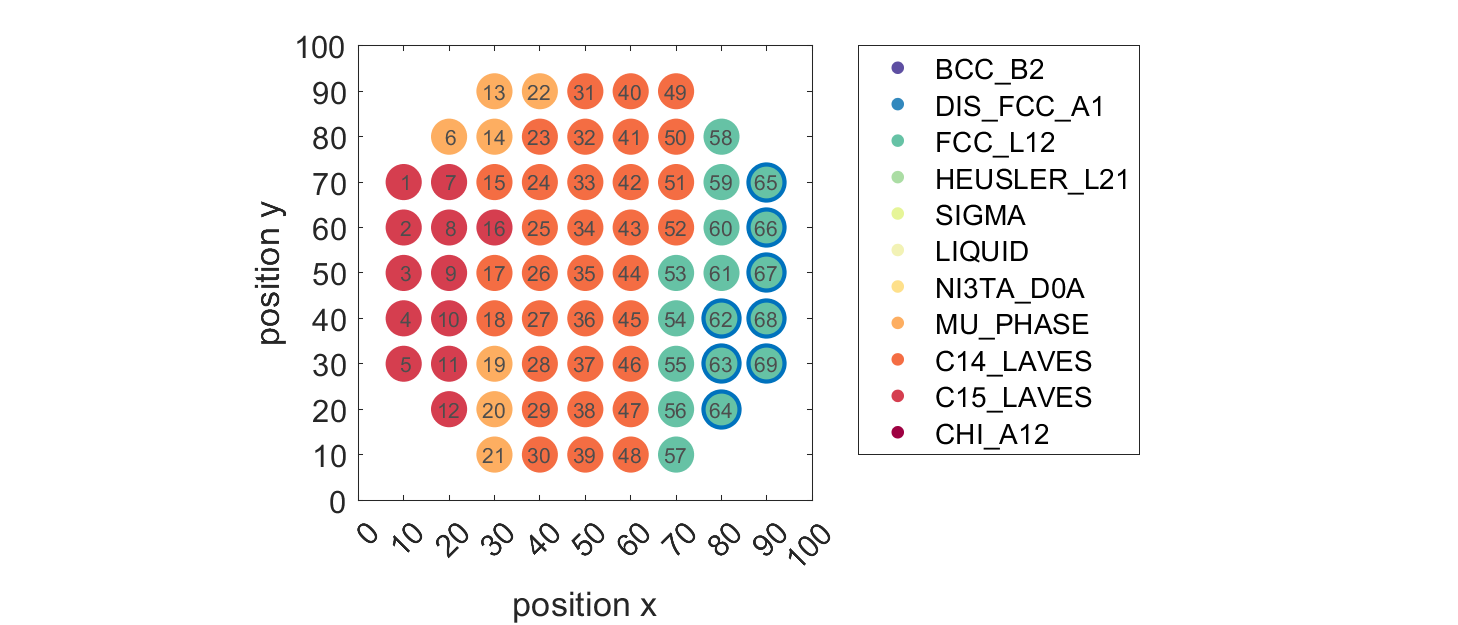 100
90
80
70
60
50
40
30
20
10
0
position y
13 22 31 40 49
6 14 23 32 41 50 58
1 7 15 24 33 42 51 59 65
2 8 16 25 34 43 52 60 66
3 9 17 26 35 44 53 61 67
4 10 18 27 36 45 54 62 68
5 11 19 28 37 46 55 63 69
12 20 29 38 47 56 64
21 30 39 48 57
0 10 20 30 40 50 60 70 80 90 100
position x
BCC_B2
DIS_FCC_A1
FCC_L12
HEUSLER_L21
SIGMA
LIQUID
NI3TA_D0A
MU_PHASE
C14_LAVES
C15_LAVES
CHI_A12